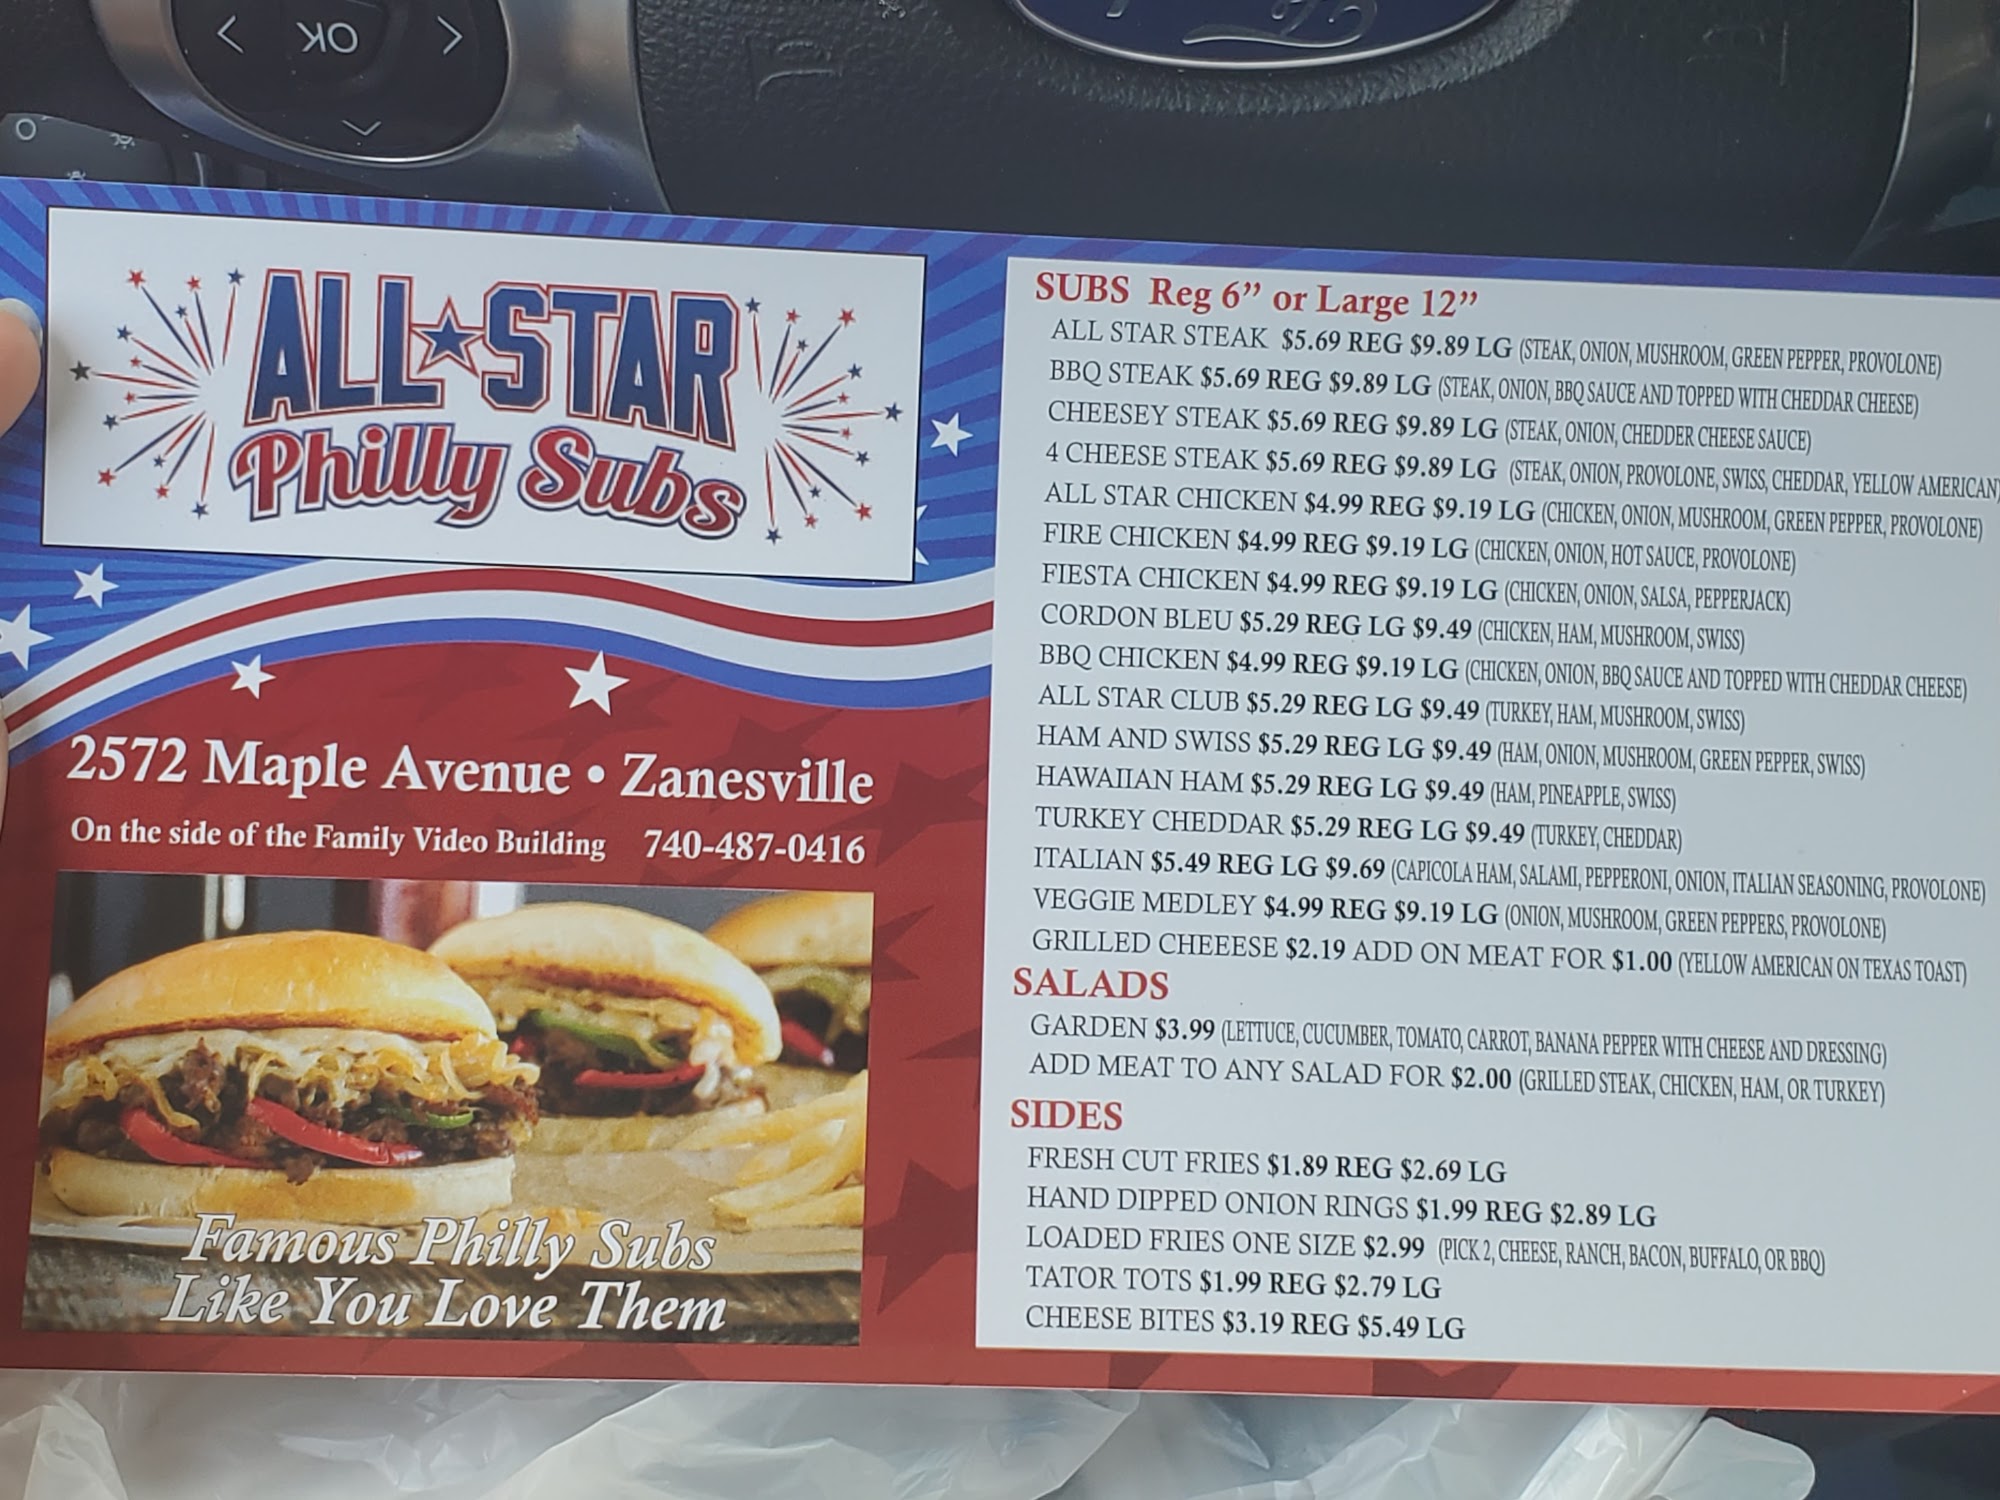 OK
ALL★STAR
Philly Subs
2572 Maple Avenue • Zanesville
On the side of the Family Video Building 740-487-0416
Famous Philly Subs
Like You Love Them
SUBS Reg 6" or Large 12"
ALL STAR STEAK $5.69 REG $9.89 LG (STEAK, ONION, MUSHROOM, GREEN PEPPER, PROVOLONE)
BBQ STEAK $5.69 REG $9.89 LG (STEAK, ONION, BBQ SAUCE AND TOPPED WITH CHEDDAR CHEESE)
CHEESEY STEAK $5.69 REG $9.89 LG (STEAK, ONION, CHEDDER CHEESE SAUCE)
4 CHEESE STEAK $5.69 REG $9.89 LG (STEAK, ONION, PROVOLONE, SWISS, CHEDDAR, YELLOW AMERICAN)
ALL STAR CHICKEN $4.99 REG $9.19 LG (CHICKEN, ONION, MUSHROOM, GREEN PEPPER, PROVOLONE)
FIRE CHICKEN $4.99 REG $9.19 LG (CHICKEN, ONION, HOT SAUCE, PROVOLONE)
FIESTA CHICKEN $4.99 REG $9.19 LG (CHICKEN, ONION, SALSA, PEPPERJACK)
CORDON BLEU $5.29 REG LG $9.49 (CHICKEN, HAM, MUSHROOM, SWISS)
BBQ CHICKEN $4.99 REG $9.19 LG (CHICKEN, ONION, BBQ SAUCE AND TOPPED WITH CHEDDAR CHEESE)
ALL STAR CLUB $5.29 REG LG $9.49 (TURKEY, HAM, MUSHROOM, SWISS)
HAM AND SWISS $5.29 REG LG $9.49 (HAM, ONION, MUSHROOM, GREEN PEPPER, SWISS)
HAWAIIAN HAM $5.29 REG LG $9.49 (HAM, PINEAPPLE, SWISS)
TURKEY CHEDDAR $5.29 REG LG $9.49 (TURKEY, CHEDDAR)
ITALIAN $5.49 REG LG $9.69 (CAPICOLA HAM, SALAMI, PEPPERONI, ONION, ITALIAN SEASONING, PROVOLONE)
VEGGIE MEDLEY $4.99 REG $9.19 LG (ONION, MUSHROOM, GREEN PEPPERS, PROVOLONE)
GRILLED CHEEESE $2.19 ADD ON MEAT FOR $1.00 (YELLOW AMERICAN ON TEXAS TOAST)
SALADS
GARDEN $3.99 (LETTUCE, CUCUMBER, TOMATO, CARROT, BANANA PEPPER WITH CHEESE AND DRESSING)
ADD MEAT TO ANY SALAD FOR $2.00 (GRILLED STEAK, CHICKEN, HAM, OR TURKEY)
SIDES
FRESH CUT FRIES $1.89 REG $2.69 LG
HAND DIPPED ONION RINGS $1.99 REG $2.89 LG
LOADED FRIES ONE SIZE $2.99 (PICK 2, CHEESE, RANCH, BACON, BUFFALO, OR BBQ)
TATOR TOTS $1.99 REG $2.79 LG
CHEESE BITES $3.19 REG $5.49 LG